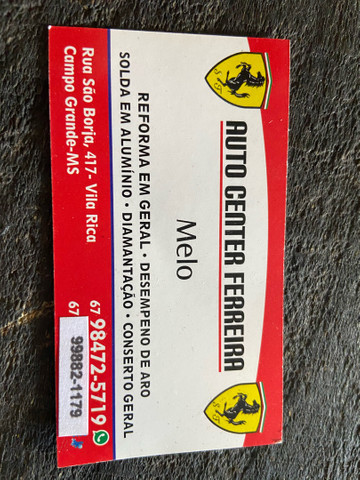 AUTO CENTER FERREIRA
S F
S F
Melo
REFORMA EM GERAL • DESEMPENO DE ARO
SOLDA EM ALUMÍNIO • DIAMANTAÇÃO • CONSERTO GERAL
Rua São Borja, 417- Vila Rica
Campo Grande-MS
67 98472-5719
67 99882-1179